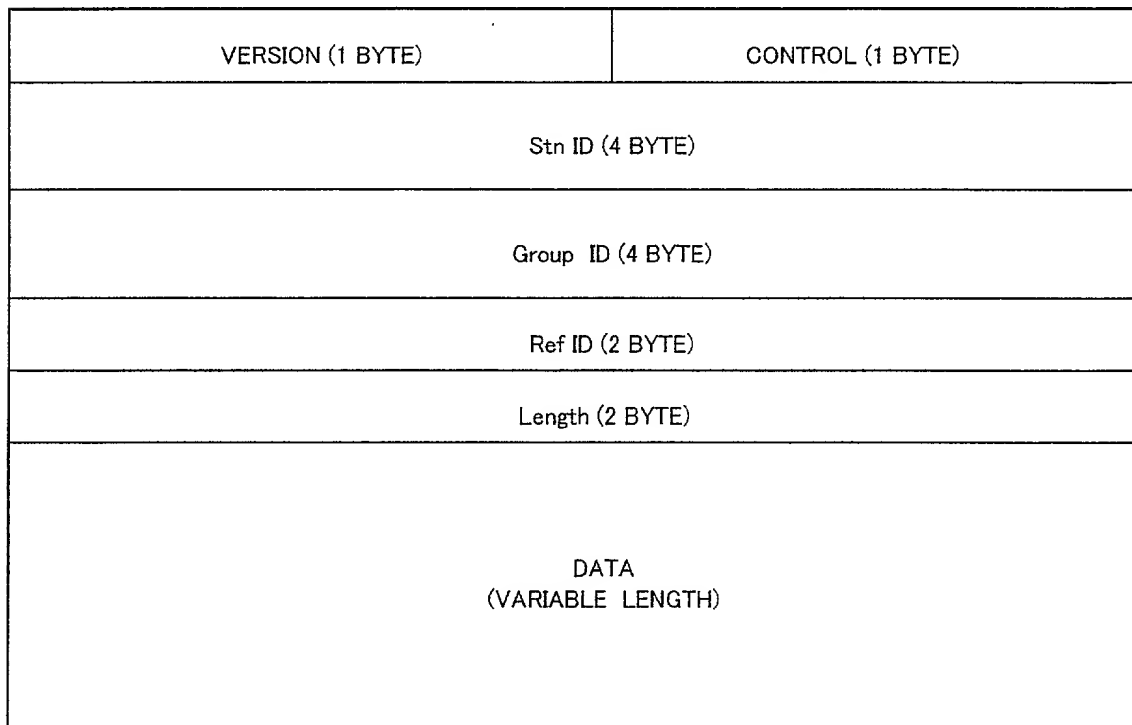 VERSION (1 BYTE)
CONTROL (1 BYTE)
Stn ID (4 BYTE)
Group ID (4 BYTE)
Ref ID (2 BYTE)
Length (2 BYTE)
DATA
(VARIABLE LENGTH)